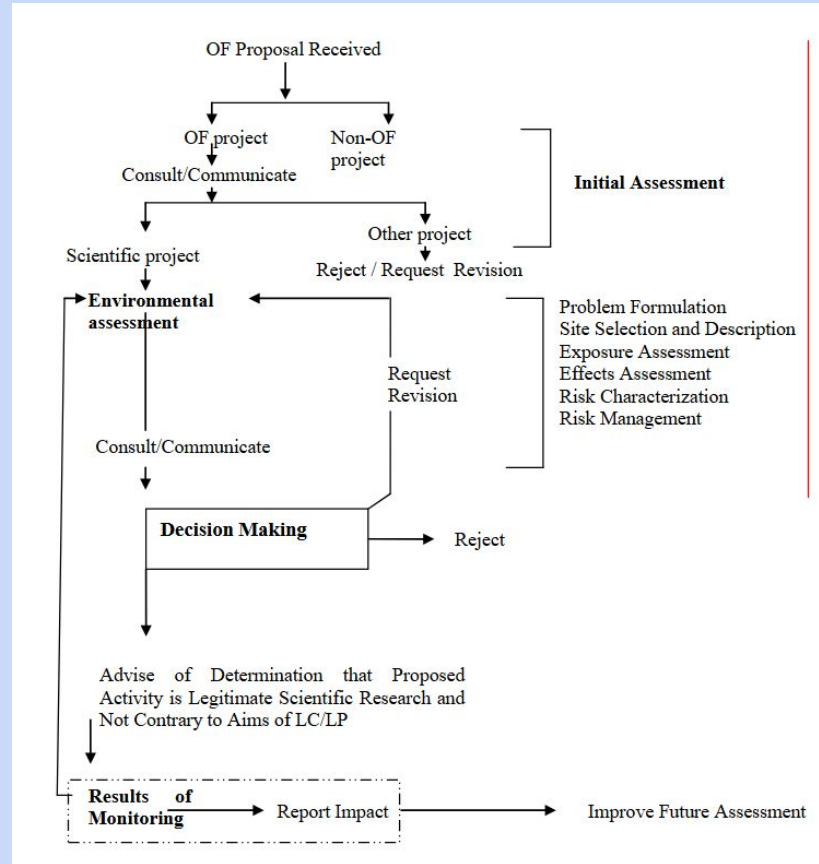 OF Proposal Received
OF project
Non-OF
project
Consult/Communicate
Initial Assessment
Other project
Scientific project
Reject / Request Revision
Environmental
assessment
Problem Formulation
Site Selection and Description
Exposure Assessment
Effects Assessment
Risk Characterization
Risk Management
Request
Revision
Consult/Communicate
Decision Making
Reject
Advise of Determination that Proposed
Activity is Legitimate Scientific Research and
Not Contrary to Aims of LC/LP
Results of
Monitoring
Report Impact
Improve Future Assessment